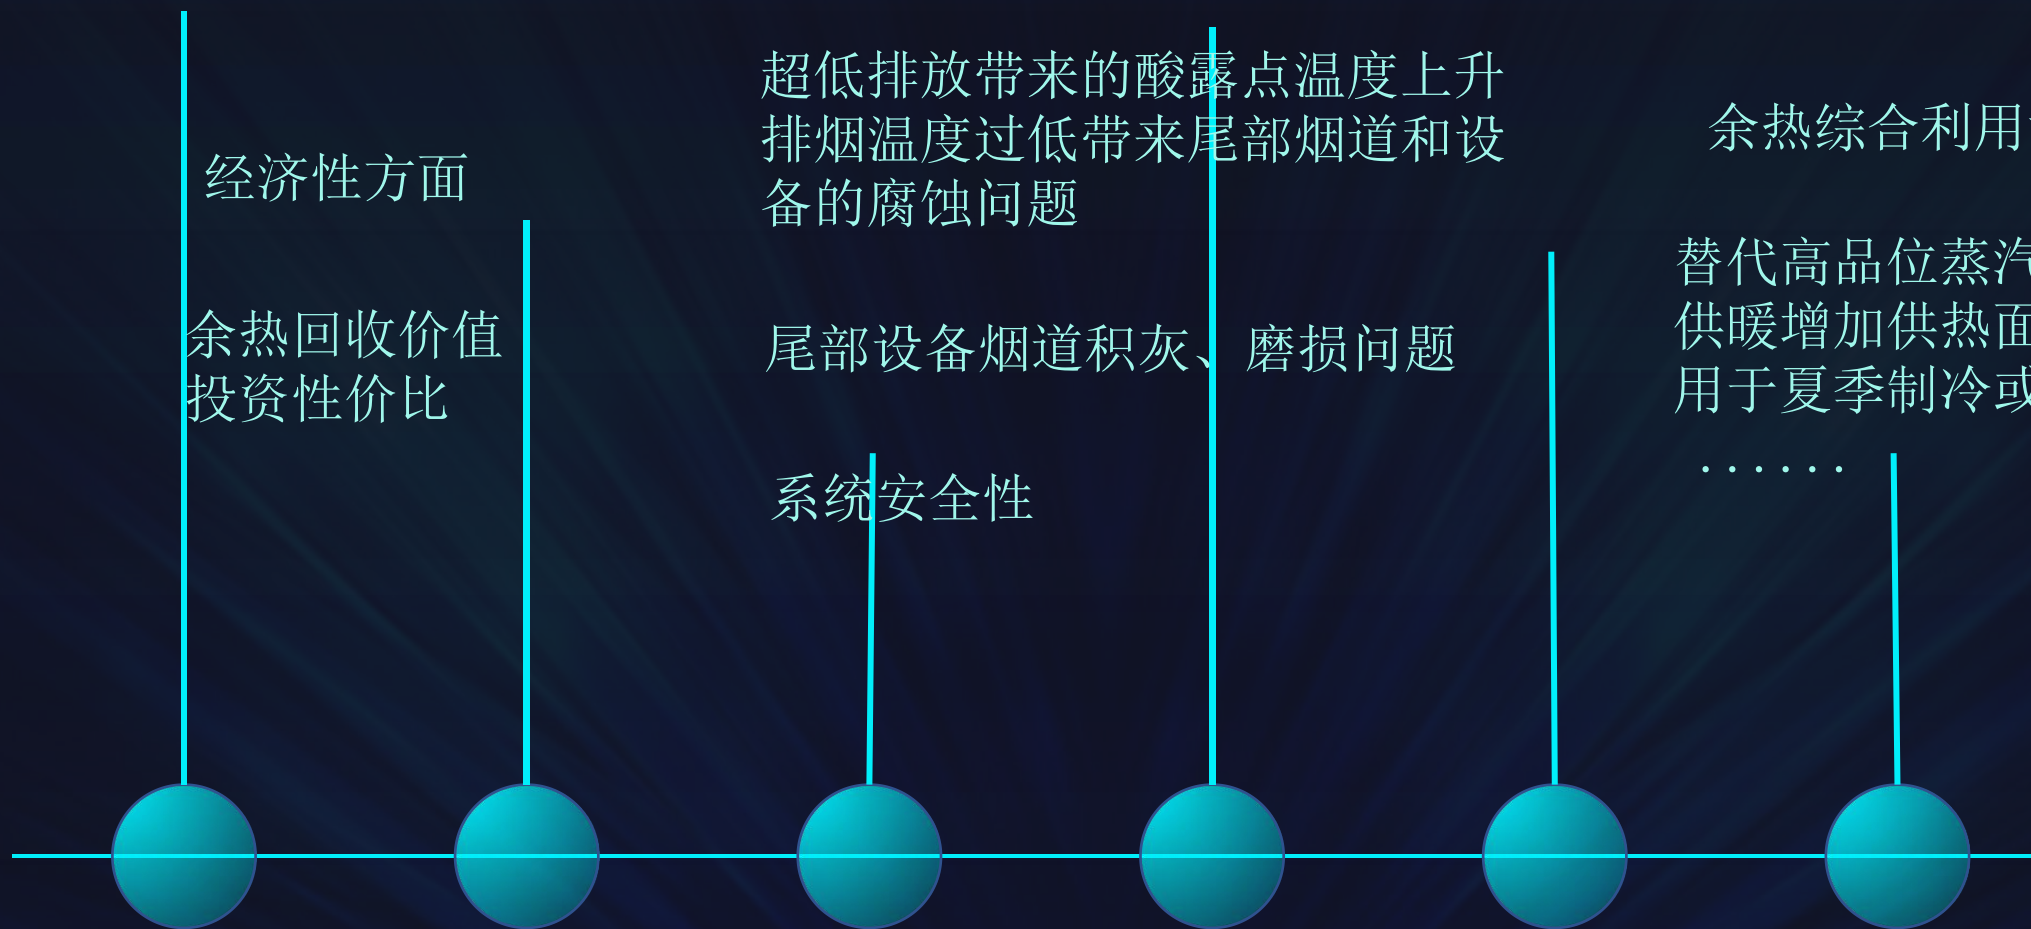 经济性方面
余热回收价值
投资性价比
超低排放带来的酸露点温度上升
排烟温度过低带来尾部烟道和设
备的腐蚀问题
尾部设备烟道积灰、磨损问题
系统安全性
余热综合利用
替代高品位蒸汽
供暖增加供热面
用于夏季制冷或
······